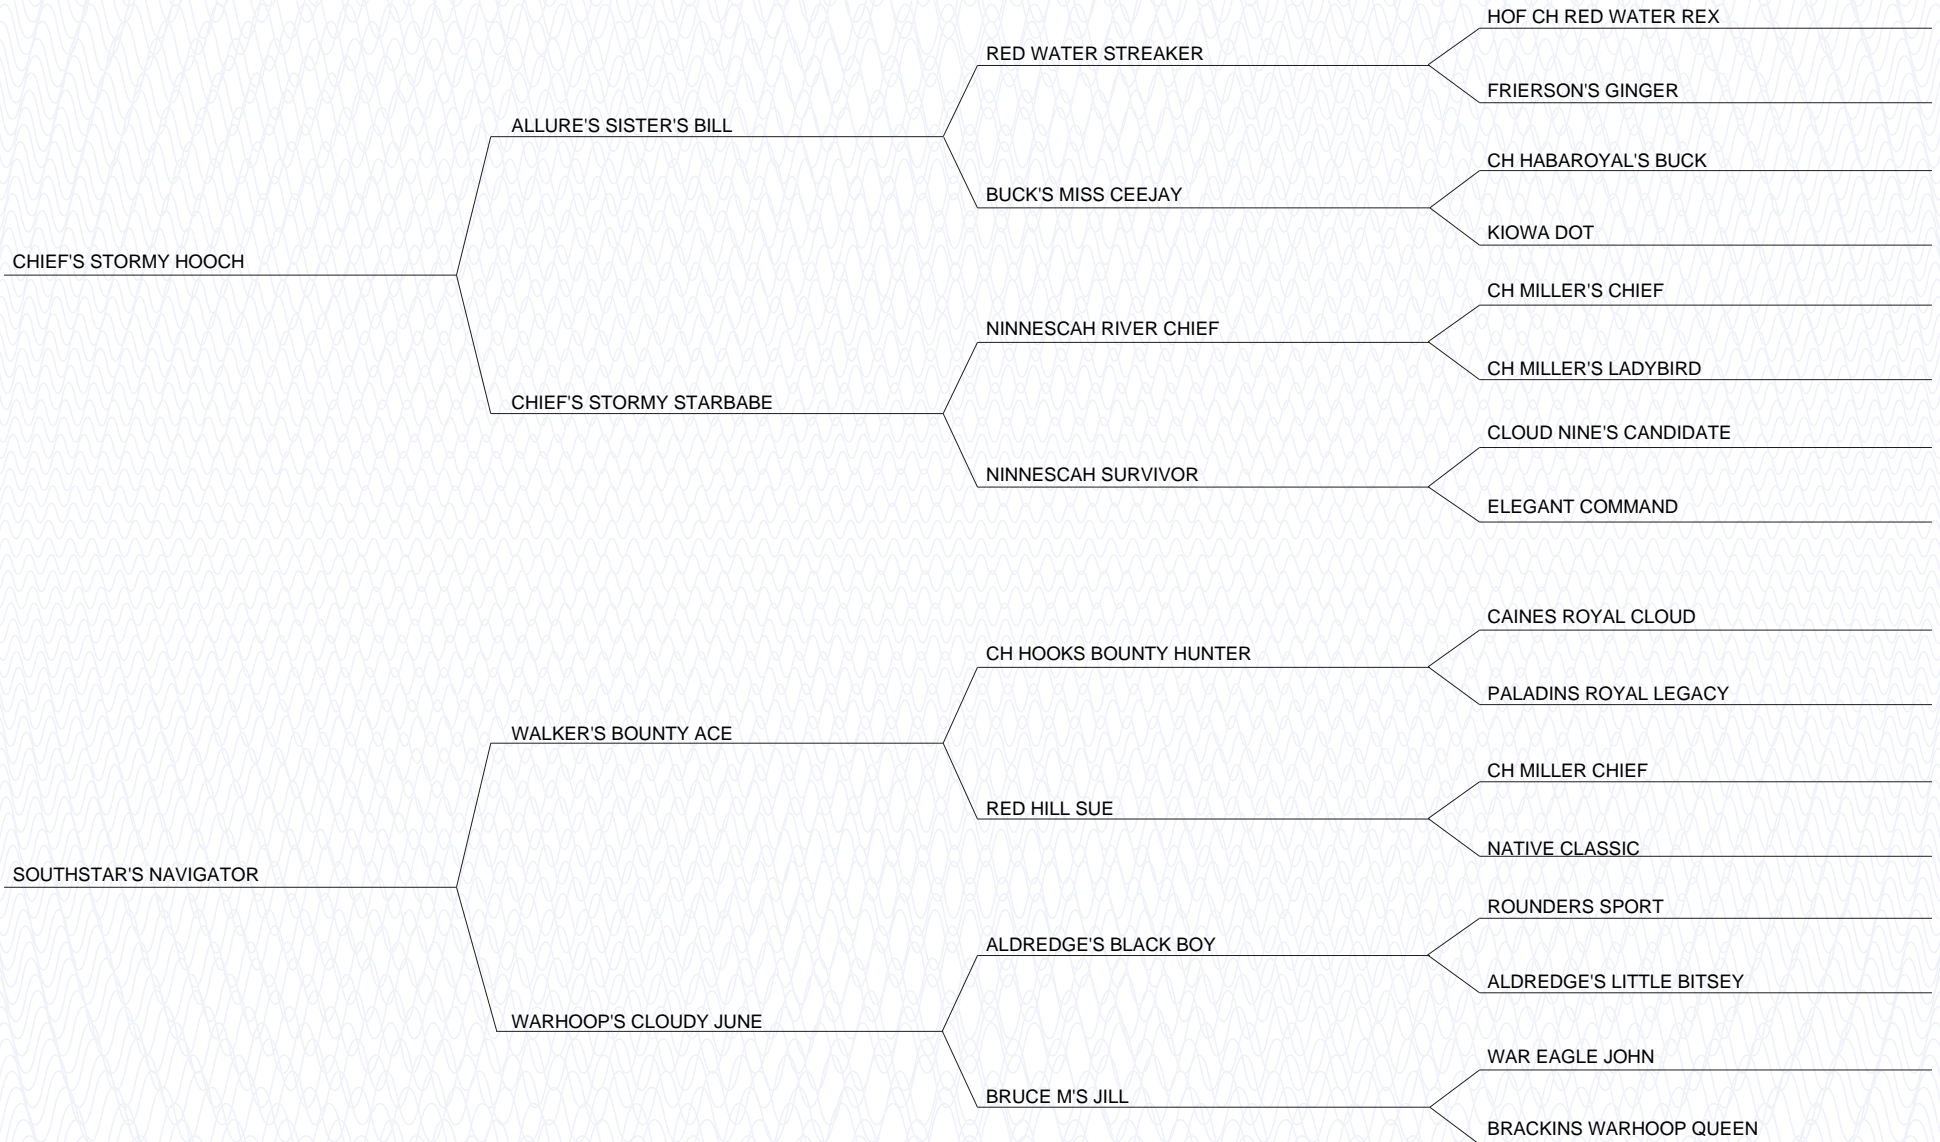 HOF CH RED WATER REX
RED WATER STREAKER
FRIERSON'S GINGER
ALLURE'S SISTER'S BILL
CH HABAROYAL'S BUCK
BUCK'S MISS CEEJAY
KIOWA DOT
CHIEF'S STORMY HOOCH
CH MILLER'S CHIEF
NINNESCAH RIVER CHIEF
CH MILLER'S LADYBIRD
CHIEF'S STORMY STARBABE
CLOUD NINE'S CANDIDATE
NINNESCAH SURVIVOR
ELEGANT COMMAND
CAINES ROYAL CLOUD
CH HOOKS BOUNTY HUNTER
PALADINS ROYAL LEGACY
WALKER'S BOUNTY ACE
CH MILLER CHIEF
RED HILL SUE
NATIVE CLASSIC
SOUTHSTAR'S NAVIGATOR
ROUNDERS SPORT
ALDREDGE'S BLACK BOY
ALDREDGE'S LITTLE BITSEY
WARHOOP'S CLOUDY JUNE
WAR EAGLE JOHN
BRUCE M'S JILL
BRACKINS WARHOOP QUEEN